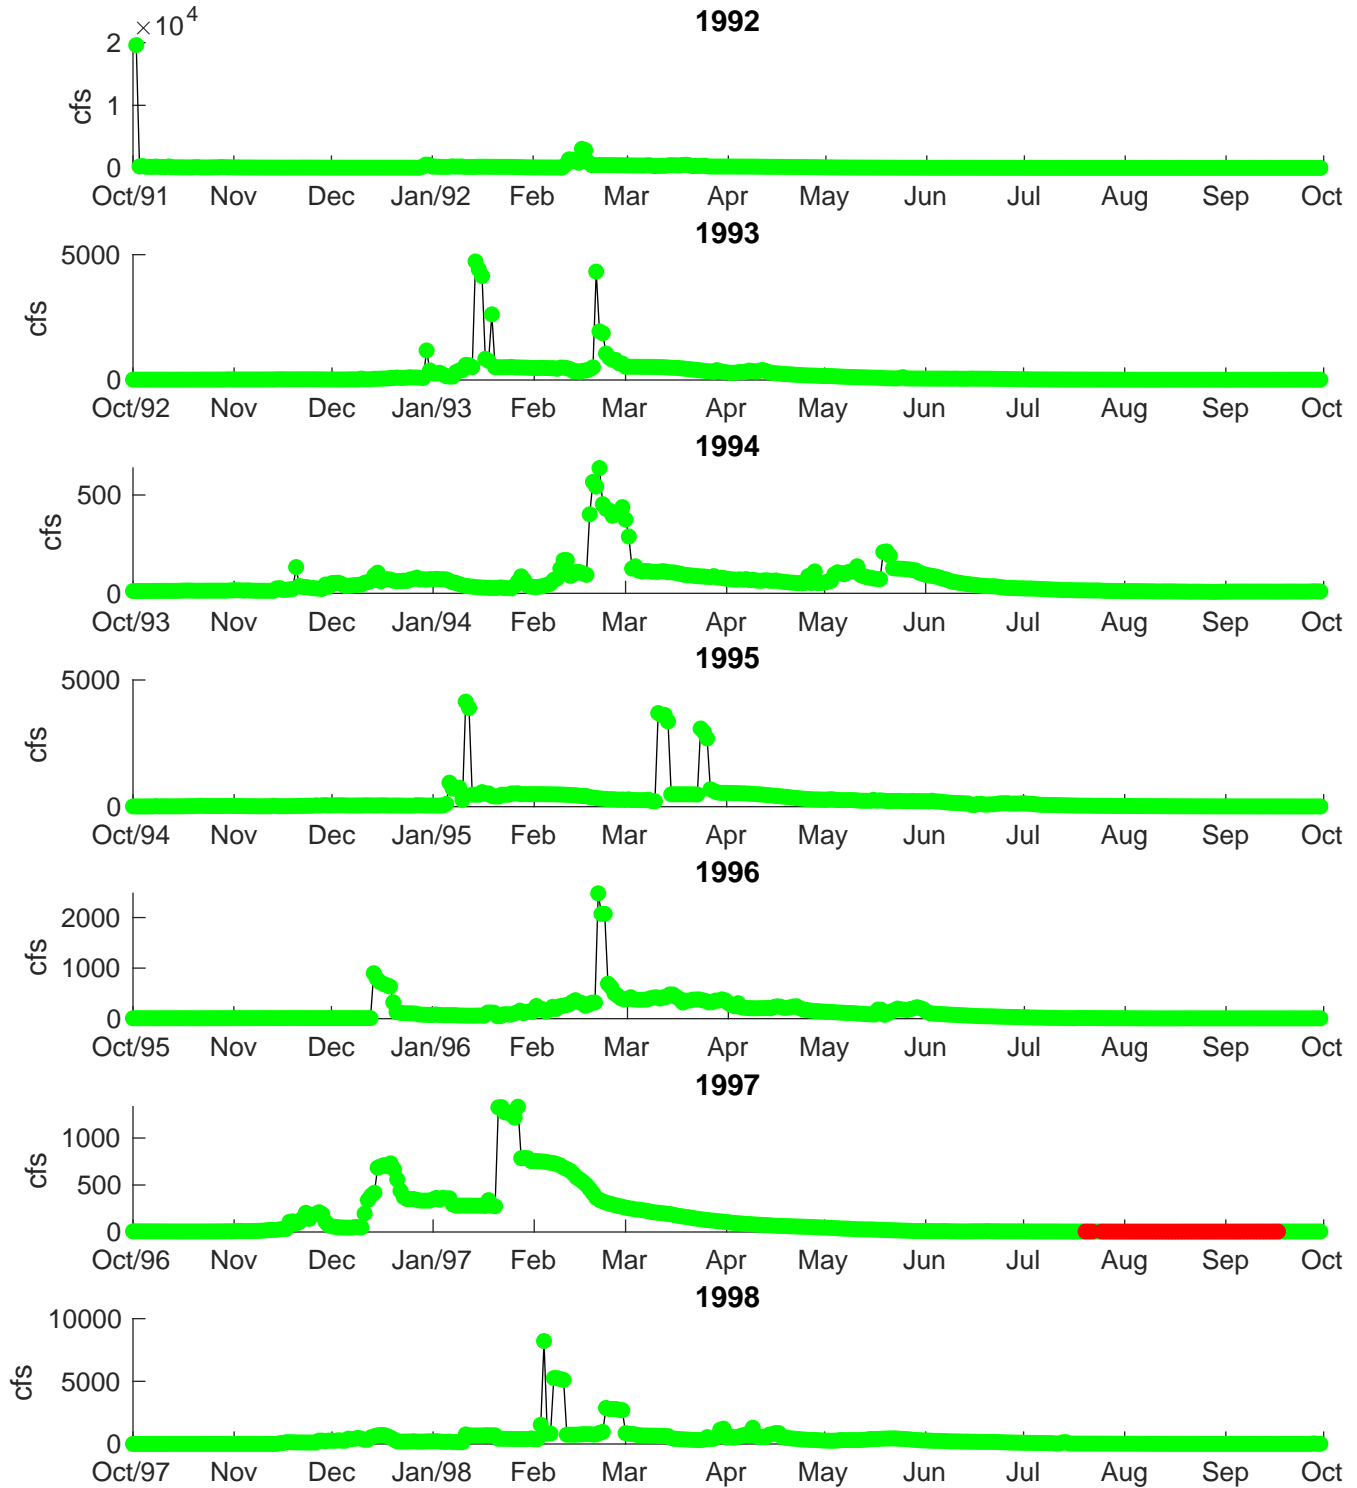 1992
×10⁴
2
1
0
cfs
Oct/91 Nov Dec Jan/92 Feb Mar Apr May Jun Jul Aug Sep Oct
1993
5000
0
cfs
Oct/92 Nov Dec Jan/93 Feb Mar Apr May Jun Jul Aug Sep Oct
1994
500
0
cfs
Oct/93 Nov Dec Jan/94 Feb Mar Apr May Jun Jul Aug Sep Oct
1995
5000
0
cfs
Oct/94 Nov Dec Jan/95 Feb Mar Apr May Jun Jul Aug Sep Oct
1996
2000
1000
0
cfs
Oct/95 Nov Dec Jan/96 Feb Mar Apr May Jun Jul Aug Sep Oct
1997
1000
500
0
cfs
Oct/96 Nov Dec Jan/97 Feb Mar Apr May Jun Jul Aug Sep Oct
1998
10000
5000
0
cfs
Oct/97 Nov Dec Jan/98 Feb Mar Apr May Jun Jul Aug Sep Oct